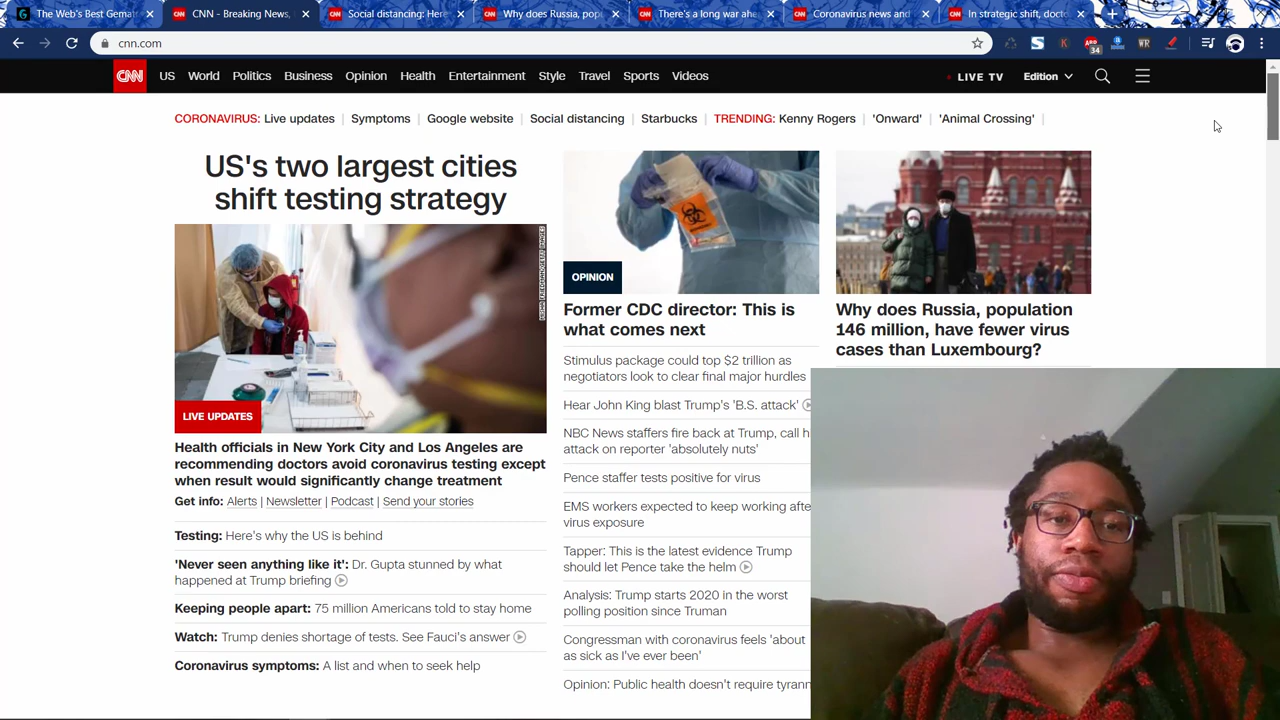 The Web's Best Gemat
CNN - Breaking News,
Social distancing: Her
Why does Russia, pop
There's a long war ahe
Coronavirus news and
In strategic shift, docto
cnn.com
34
WR
CNN
US World Politics Business Opinion Health Entertainment Style Travel Sports Videos
LIVE TV
Edition
CORONAVIRUS: Live updates | Symptoms | Google website | Social distancing | Starbucks | TRENDING: Kenny Rogers | 'Onward' | 'Animal Crossing' |
US's two largest cities
shift testing strategy
LIVE UPDATES
Health officials in New York City and Los Angeles are
recommending doctors avoid coronavirus testing except
when result would significantly change treatment
Get info: Alerts | Newsletter | Podcast | Send your stories
Testing: Here's why the US is behind
'Never seen anything like it': Dr. Gupta stunned by what
happened at Trump briefing
Keeping people apart: 75 million Americans told to stay home
Watch: Trump denies shortage of tests. See Fauci's answer
Coronavirus symptoms: A list and when to seek help
OPINION
Former CDC director: This is
what comes next
Stimulus package could top $2 trillion as
negotiators look to clear final major hurdles
Hear John King blast Trump's 'B.S. attack'
NBC News staffers fire back at Trump, call h
attack on reporter 'absolutely nuts'
Pence staffer tests positive for virus
EMS workers expected to keep working afte
virus exposure
Tapper: This is the latest evidence Trump
should let Pence take the helm
Analysis: Trump starts 2020 in the worst
polling position since Truman
Congressman with coronavirus feels 'about
as sick as I've ever been'
Opinion: Public health doesn't require tyrann
Why does Russia, population
146 million, have fewer virus
cases than Luxembourg?